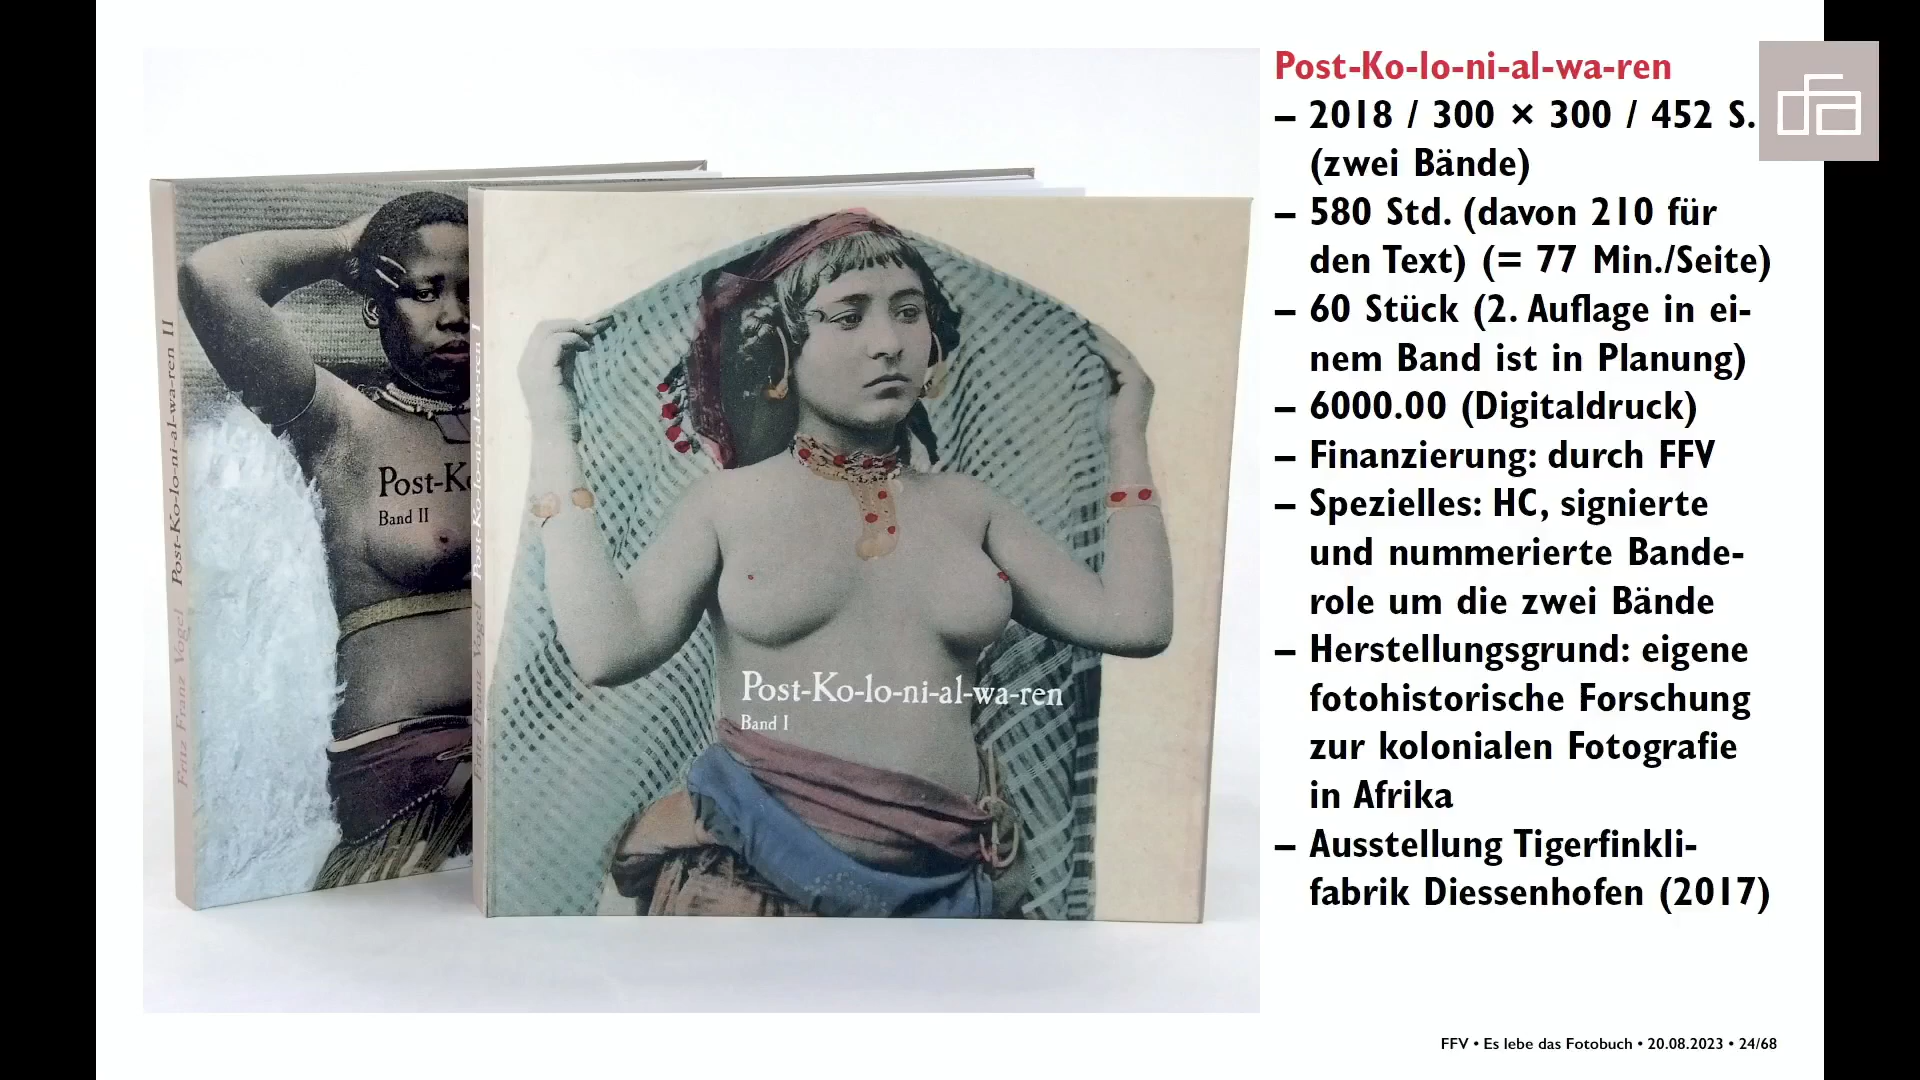 Post-Ko-lo-ni-al-wa-ren
– 2018 / 300 × 300 / 452 S.
(zwei Bände)
– 580 Std. (davon 210 für
den Text) (= 77 Min./Seite)
– 60 Stück (2. Auflage in ei-
nem Band ist in Planung)
– 6000.00 (Digitaldruck)
– Finanzierung: durch FFV
– Spezielles: HC, signierte
und nummerierte Bande-
role um die zwei Bände
– Herstellungsgrund: eigene
fotohistorische Forschung
zur kolonialen Fotografie
in Afrika
– Ausstellung Tigerfinkli-
fabrik Diessenhofen (2017)
dfa
Fritz Franz Vogel Post-Ko-lo-ni-al-wa-ren II
Post-Ko
Band II
Fritz Franz Vogel Post-Ko-lo-ni-al-wa-ren I
Post-Ko-lo-ni-al-wa-ren
Band I
FFV • Es lebe das Fotobuch • 20.08.2023 • 24/68